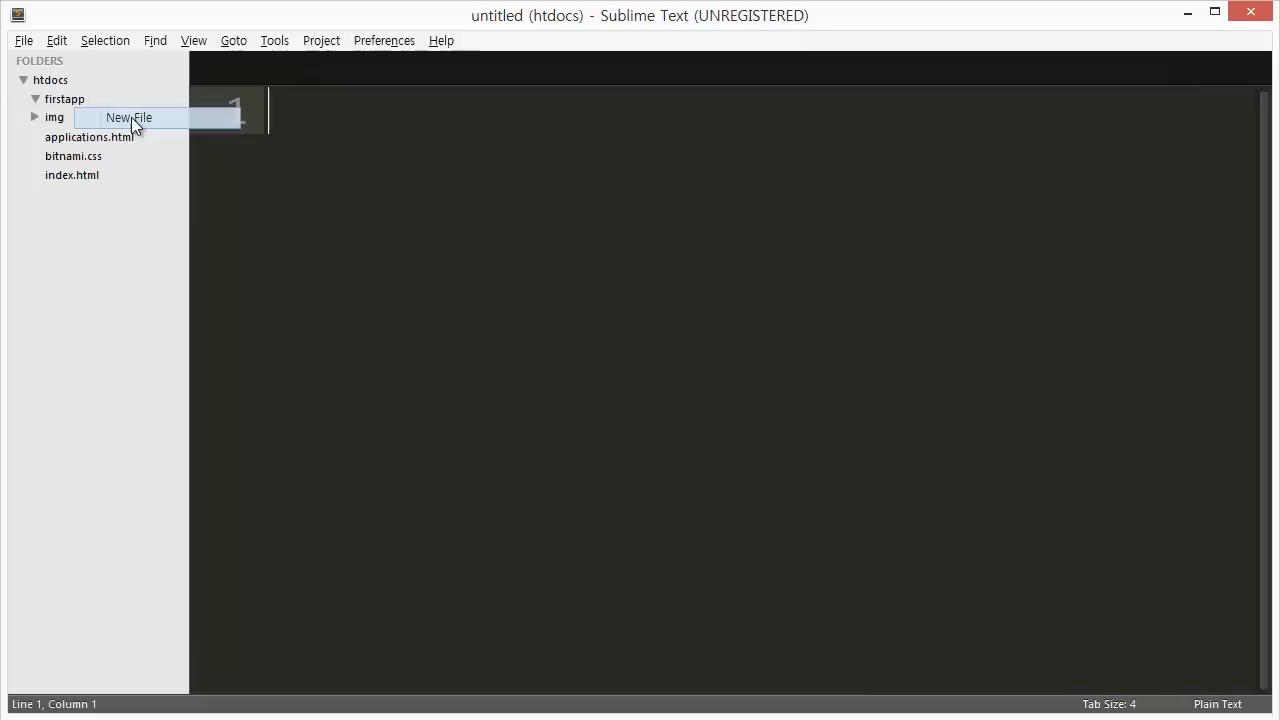 untitled (htdocs) - Sublime Text (UNREGISTERED)
File Edit Selection Find View Goto Tools Project Preferences Help
FOLDERS
htdocs
firstapp
img
New File
1
applications.html
bitnami.css
index.html
Line 1, Column 1
Tab Size: 4
Plain Text